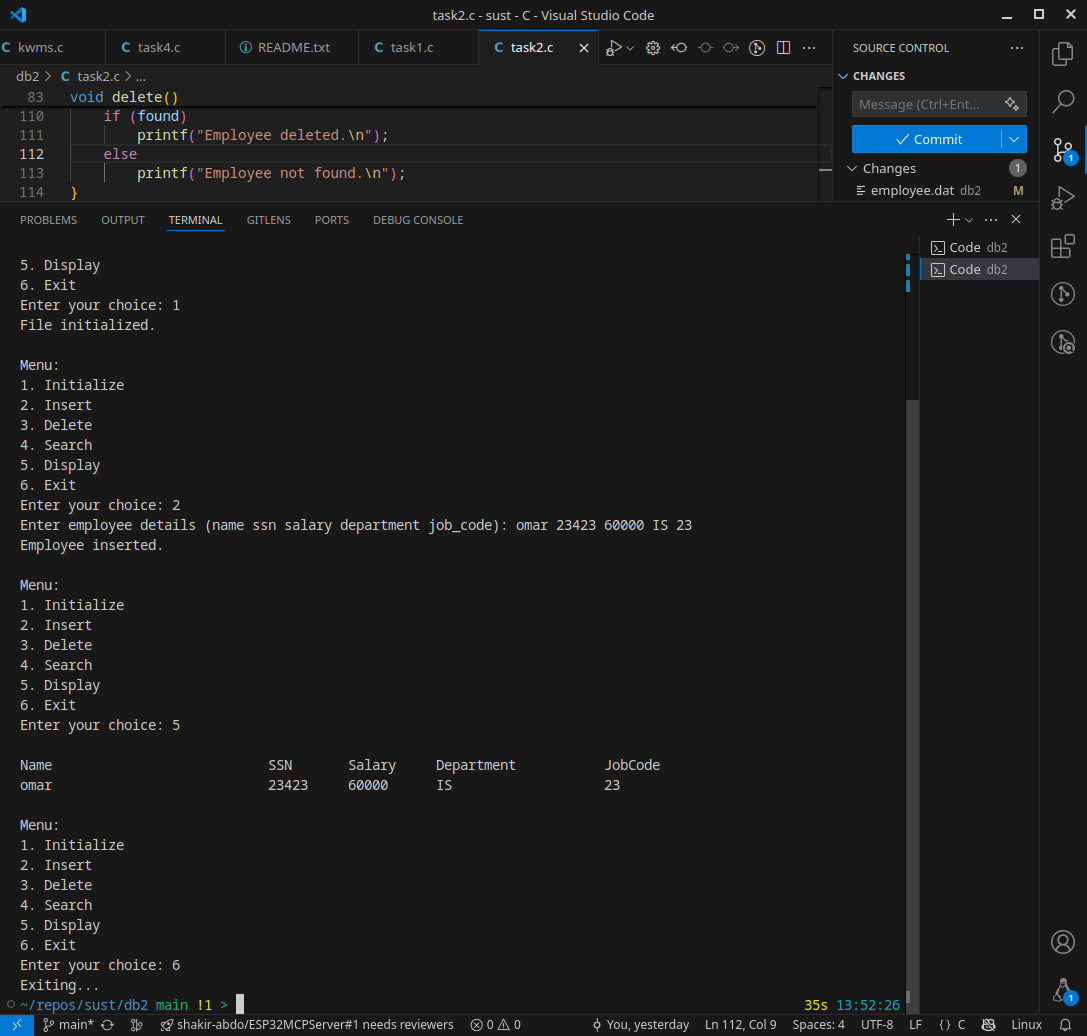 task2.c - sust - C - Visual Studio Code
C kwms.c C task4.c README.txt C task1.c C task2.c
db2 > C task2.c > ...
83 void delete()
110 if (found)
111 printf("Employee deleted.\n");
112 else
113 printf("Employee not found.\n");
114 }
SOURCE CONTROL
CHANGES
Message (Ctrl+Ent...
Commit
Changes 1
employee.dat db2 M
1
PROBLEMS OUTPUT TERMINAL GITLENS PORTS DEBUG CONSOLE
Code db2
Code db2
5. Display
6. Exit
Enter your choice: 1
File initialized.
Menu:
1. Initialize
2. Insert
3. Delete
4. Search
5. Display
6. Exit
Enter your choice: 2
Enter employee details (name ssn salary department job_code): omar 23423 60000 IS 23
Employee inserted.
Menu:
1. Initialize
2. Insert
3. Delete
4. Search
5. Display
6. Exit
Enter your choice: 5
Name SSN Salary Department JobCode
omar 23423 60000 IS 23
Menu:
1. Initialize
2. Insert
3. Delete
4. Search
5. Display
6. Exit
Enter your choice: 6
Exiting...
~/repos/sust/db2 main !1 > 35s 13:52:26
1
main* shakir-abdo/ESP32MCPServer#1 needs reviewers 0 0 You, yesterday Ln 112, Col 9 Spaces: 4 UTF-8 LF {} C Linux